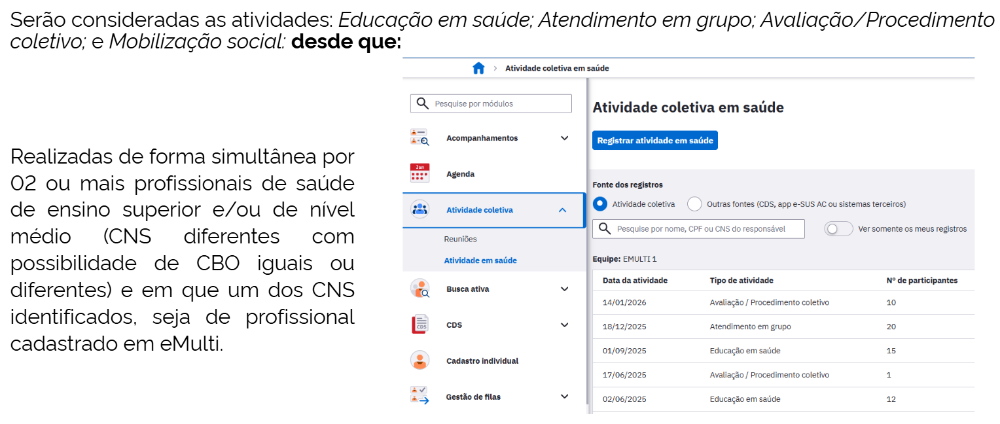 Serão consideradas as atividades: Educação em saúde; Atendimento em grupo; Avaliação/Procedimento
coletivo; e Mobilização social: desde que:
Realizadas de forma simultânea por
02 ou mais profissionais de saúde
de ensino superior e/ou de nível
médio (CNS diferentes com
possibilidade de CBO iguais ou
diferentes) e em que um dos CNS
identificados, seja de profissional
cadastrado em eMulti.
Atividade coletiva em saúde
Pesquise por módulos
Acompanhamentos
Jan
Agenda
Atividade coletiva
Reuniões
Atividade em saúde
Busca ativa
CDS
CDS
Cadastro individual
Gestão de filas
Atividade coletiva em saúde
Registrar atividade em saúde
Fonte dos registros
Atividade coletiva
Outras fontes (CDS, app e-SUS AC ou sistemas terceiros)
Pesquise por nome, CPF ou CNS do responsável
Ver somente os meus registros
Equipe: EMULTI 1
Data da atividade Tipo de atividade Nº de participantes
14/01/2026 Avaliação / Procedimento coletivo 10
18/12/2025 Atendimento em grupo 20
01/09/2025 Educação em saúde 15
17/06/2025 Avaliação / Procedimento coletivo 1
02/06/2025 Educação em saúde 12